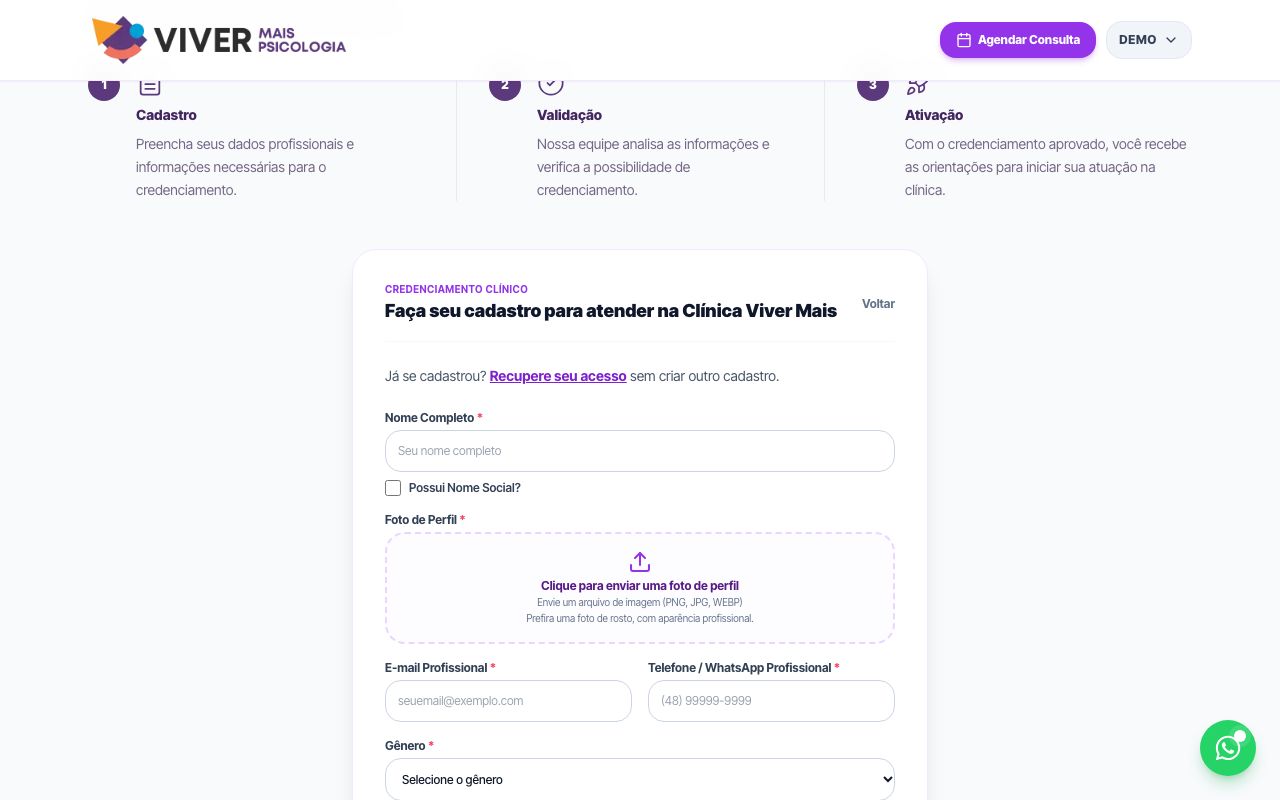 VIVER MAIS PSICOLOGIA
Agendar Consulta
DEMO
1
2
3
Cadastro
Preencha seus dados profissionais e
informações necessárias para o
credenciamento.
Validação
Nossa equipe analisa as informações e
verifica a possibilidade de
credenciamento.
Ativação
Com o credenciamento aprovado, você recebe
as orientações para iniciar sua atuação na
clínica.
CREDENCIAMENTO CLÍNICO
Faça seu cadastro para atender na Clínica Viver Mais
Voltar
Já se cadastrou? Recupere seu acesso sem criar outro cadastro.
Nome Completo *
Seu nome completo
Possui Nome Social?
Foto de Perfil *
Clique para enviar uma foto de perfil
Envie um arquivo de imagem (PNG, JPG, WEBP)
Prefira uma foto de rosto, com aparência profissional.
E-mail Profissional *
Telefone / WhatsApp Profissional *
seuemail@exemplo.com
(48) 99999-9999
Gênero *
Selecione o gênero